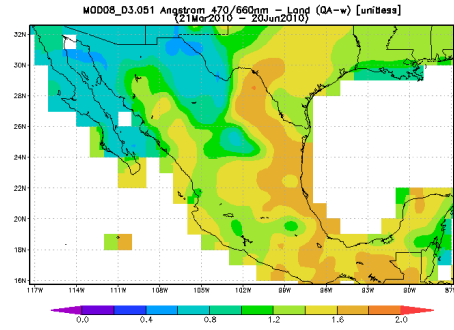 MOD08_D3.051 Angstrom 470/660nm - Land (QA-w) [unitless]
(21Mar2010 - 20Jun2010)
32N
30N
28N
26N
24N
22N
20N
18N
16N
117W 114W 111W 108W 105W 102W 99W 96W 93W 90W 87W
0.0 0.4 0.8 1.2 1.6 2.0